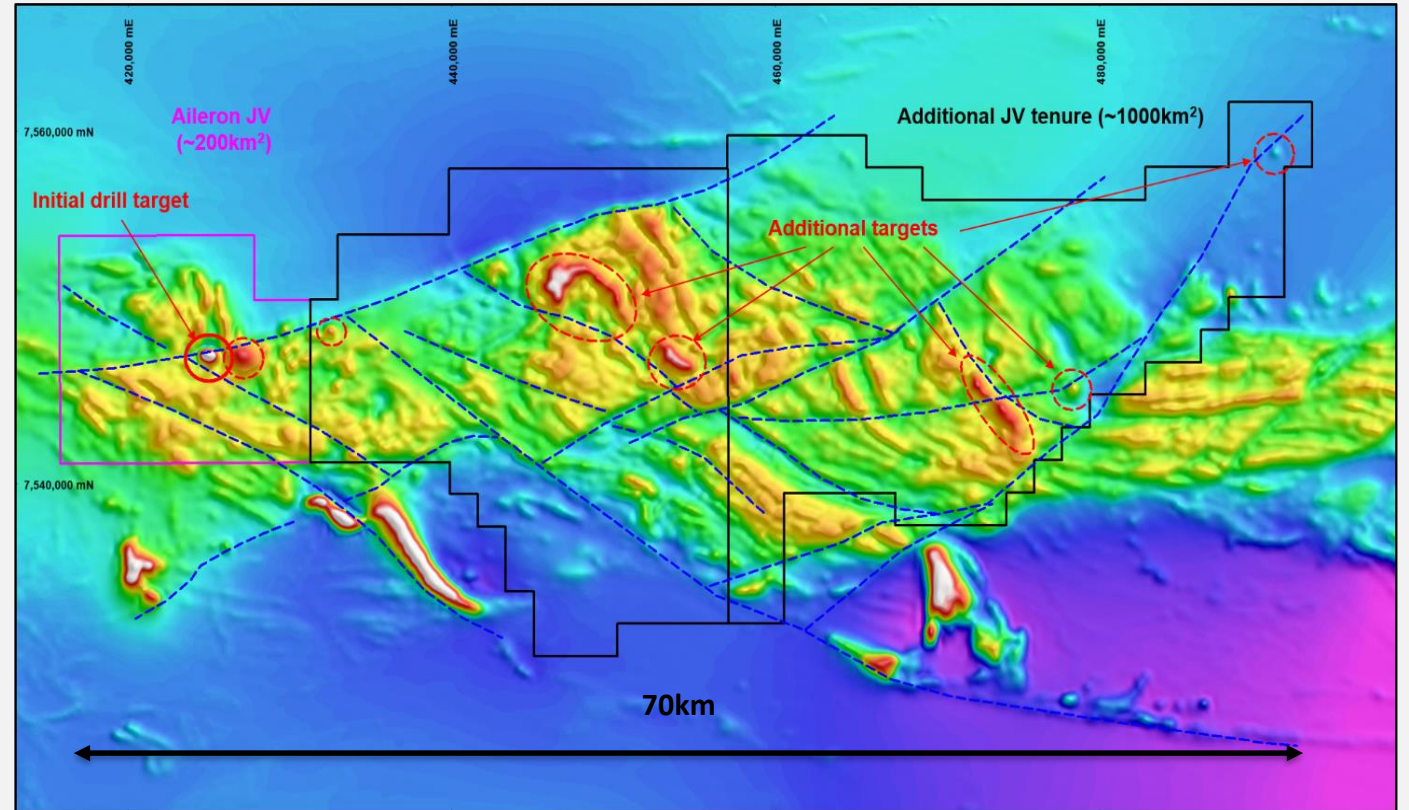 420,000 mE
440,000 mE
460,000 mE
480,000 mE
Aileron JV
(~200km²)
Additional JV tenure (~1000km²)
7,560,000 mN
Initial drill target
Additional targets
7,540,000 mN
70km